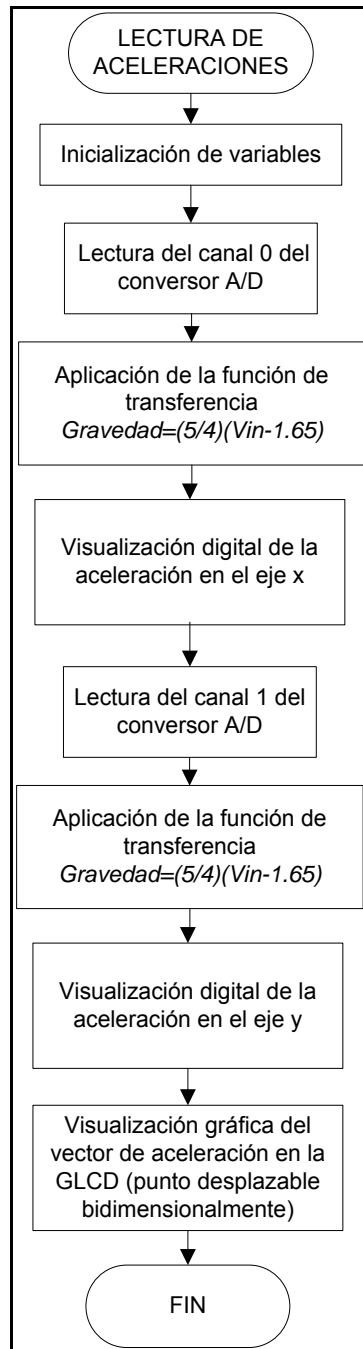 LECTURA DE
ACELERACIONES
Inicialización de variables
Lectura del canal 0 del
conversor A/D
Aplicación de la función de
transferencia
Gravedad=(5/4)(Vin-1.65)
Visualización digital de la
aceleración en el eje x
Lectura del canal 1 del
conversor A/D
Aplicación de la función de
transferencia
Gravedad=(5/4)(Vin-1.65)
Visualización digital de la
aceleración en el eje y
Visualización gráfica del
vector de aceleración en la
GLCD (punto desplazable
bidimensionalmente)
FIN